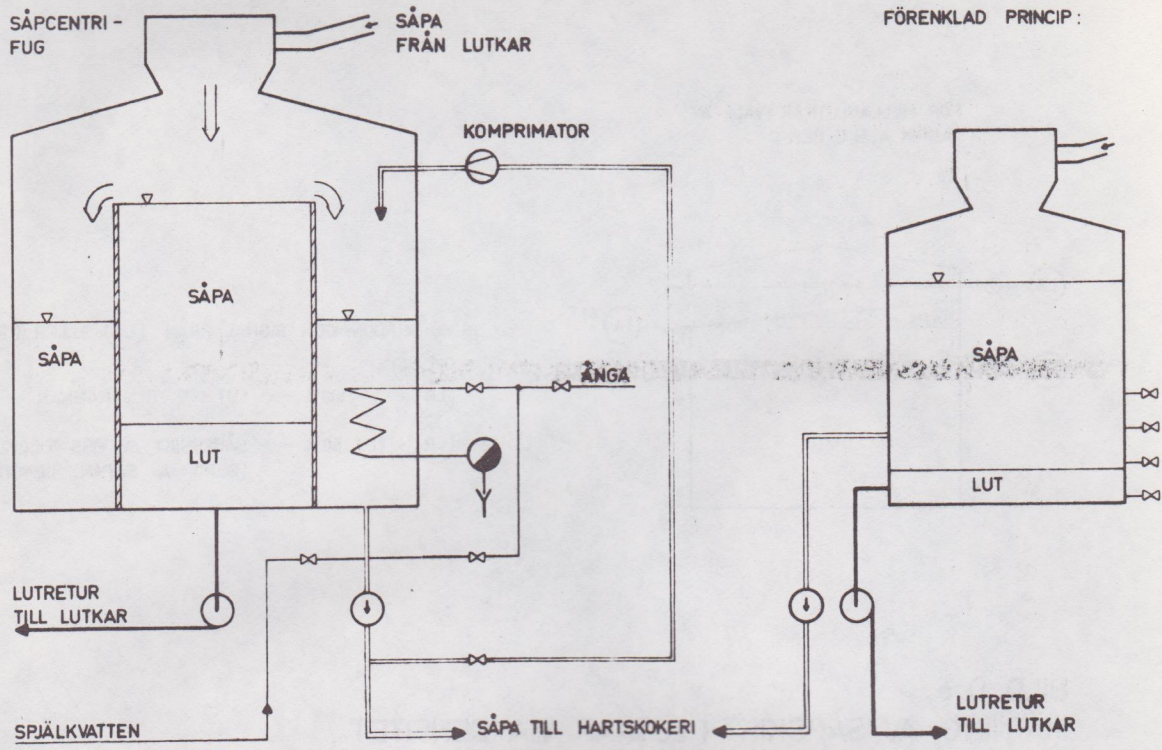 SÅPCENTRI-
FUG
SÅPA
FRÅN LUTKAR
FÖRENKLAD PRINCIP:
KOMPRIMATOR
SÅPA
SÅPA
SÅPA
ÅNGA
LUT
LUT
LUTRETUR
TILL LUTKAR
SPJÄLKVATTEN
SÅPA TILL HARTSKOKERI
LUTRETUR
TILL LUTKAR